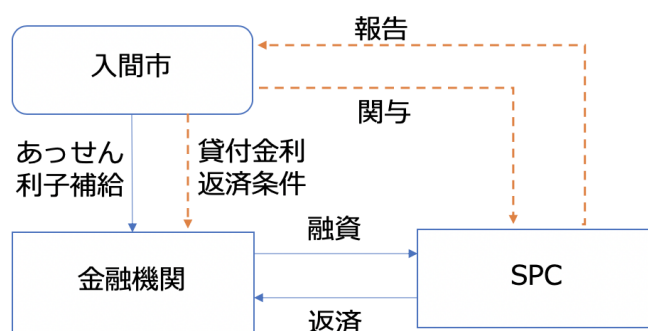 報告
入間市
関与
あっせん
利子補給
貸付金利
返済条件
融資
金融機関
SPC
返済